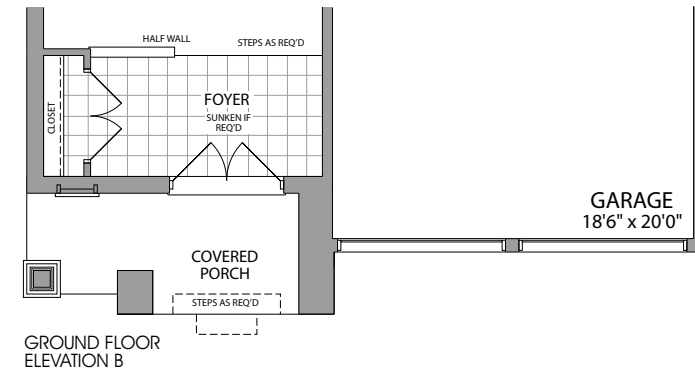 HALF WALL
STEPS AS REQ'D
CLOSET
FOYER
SUNKEN IF
REQ'D
GARAGE
18'6" x 20'0"
COVERED
PORCH
STEPS AS REQ'D
GROUND FLOOR
ELEVATION B